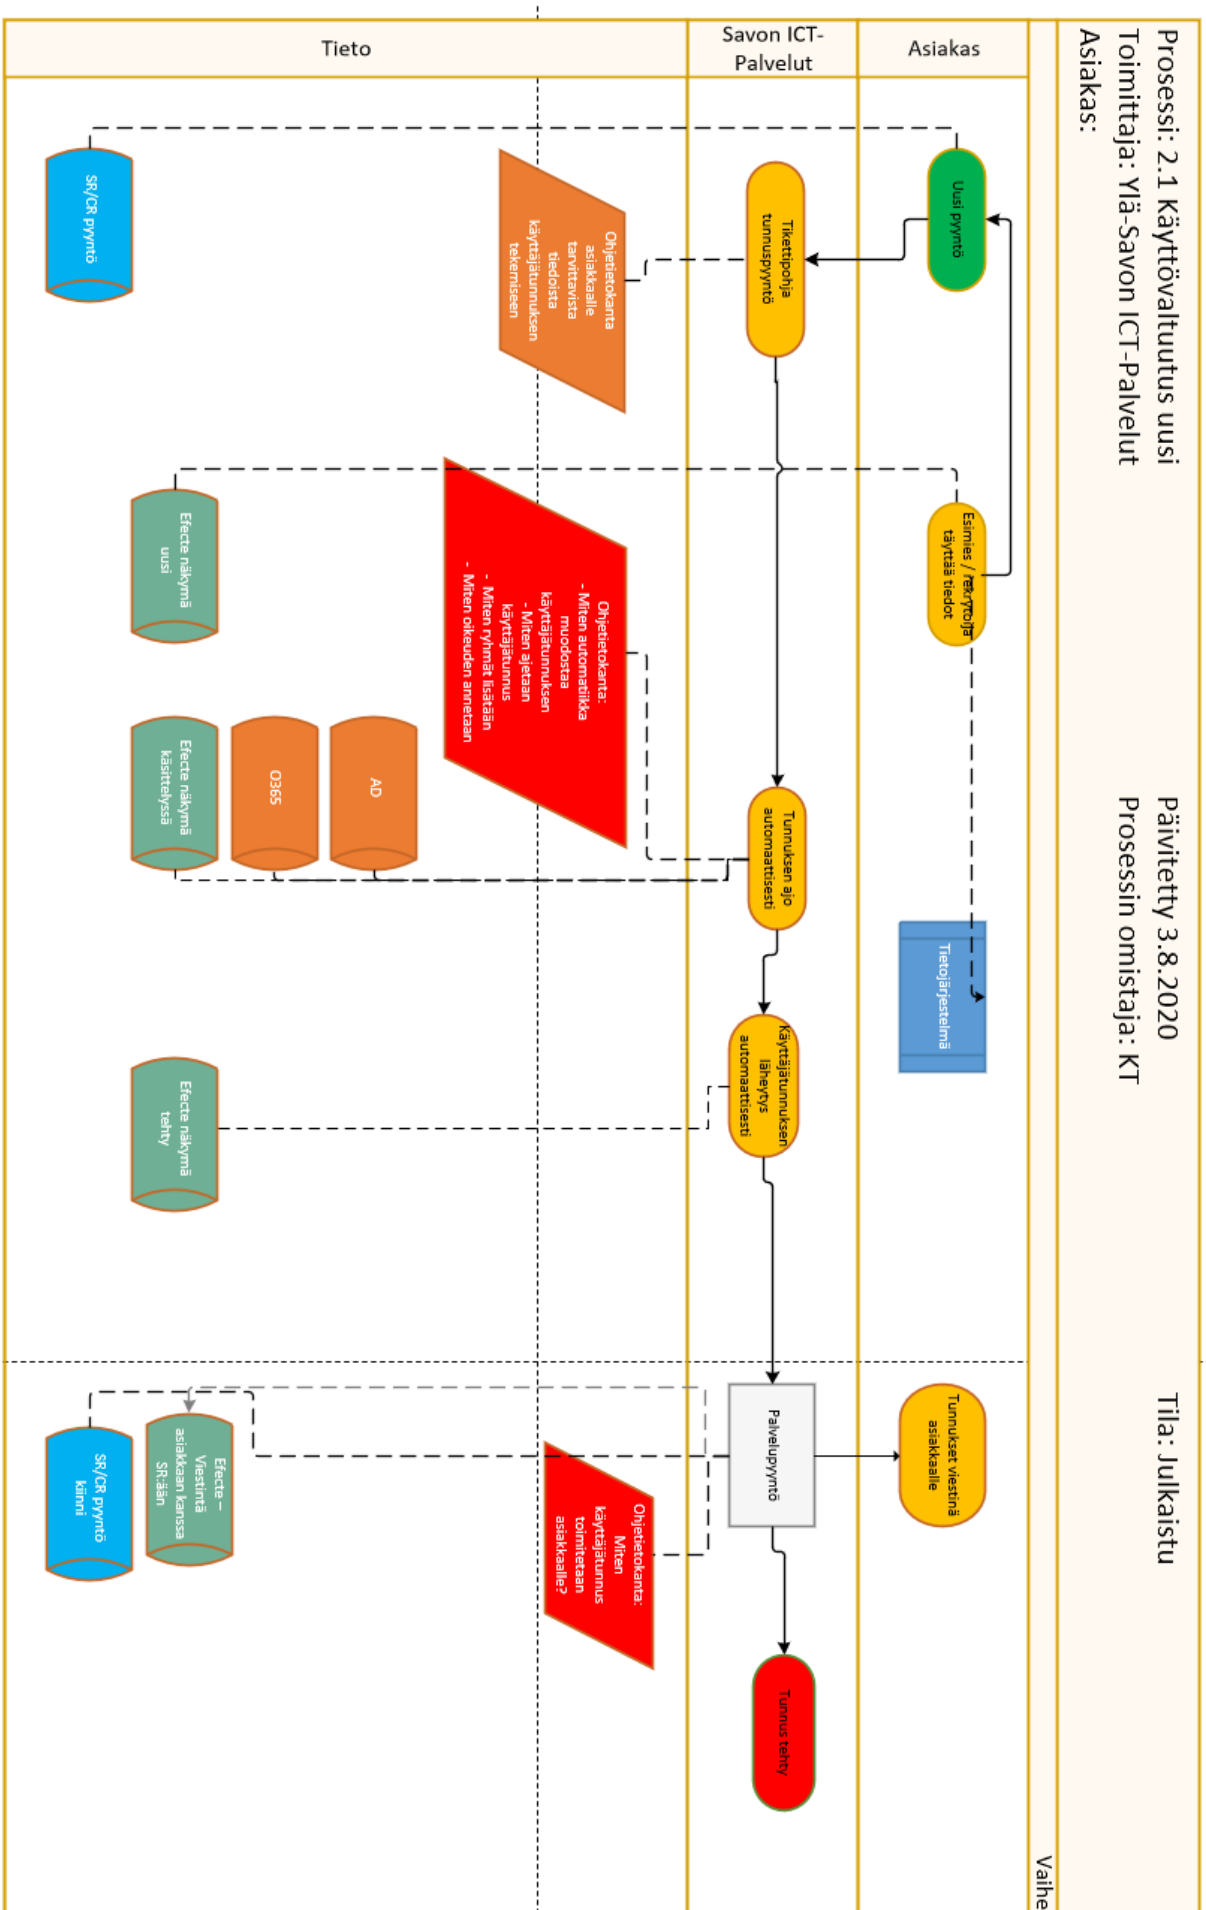 Prosessi: 2.1 Käyttövaltuutus uusi
Toimittaja: Ylä-Savon ICT-Palvelut
Asiakas:
Päivitetty 3.8.2020
Prosessin omistaja: KT
Tila: Julkaistu
Vaihe
Asiakas
Uusi pyyntö
Esimies / rekrytoija
täyttää tiedot
Tietojärjestelmä
Tunnukset viestinä
asiakkaalle
Savon ICT-
Palvelut
Tikettipohja
tunnuspyyntö
Tunnuksen ajo
automaattisesti
Käyttäjätunnuksen
läheytys
automaattisesti
Palvelupyyntö
Tunnus tehty
Tieto
Ohjetietokanta
asiakkaalle
tarvittavista
tiedoista
käyttäjätunnuksen
tekemiseen
Ohjetietokanta:
- Miten automatiikka
muodostaa
käyttäjätunnuksen
- Miten ajetaan
käyttäjätunnus
- Miten ryhmät lisätään
- Miten oikeuden annetaan
Ohjetietokanta:
Miten
käyttäjätunnus
toimitetaan
asiakkaalle?
AD
O365
Efecte näkymä
uusi
Efecte näkymä
käsittelyssä
Efecte näkymä
tehty
Efecte –
Viestintä
asiakkaan kanssa
SR:ään
SR/CR pyyntö
SR/CR pyyntö
kiinni